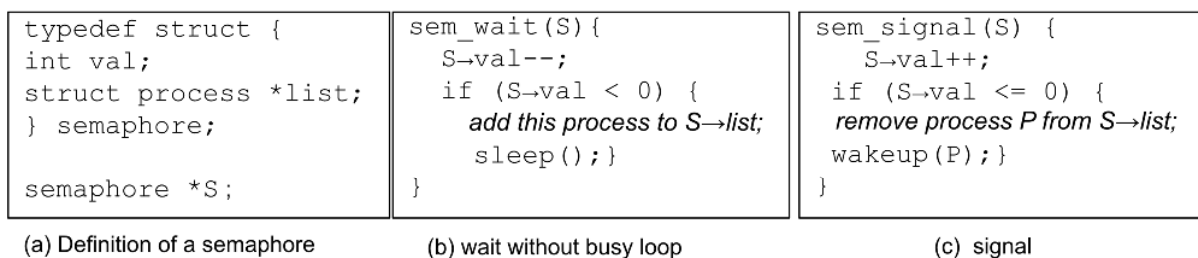 typedef struct {
int val;
struct process *list;
} semaphore;
semaphore *S;
(a) Definition of a semaphore
sem_wait(S){
S→val--;
if (S→val < 0) {
add this process to S→list;
sleep();}
}
(b) wait without busy loop
sem_signal(S) {
S→val++;
if (S→val <= 0) {
remove process P from S→list;
wakeup(P);}
}
(c) signal